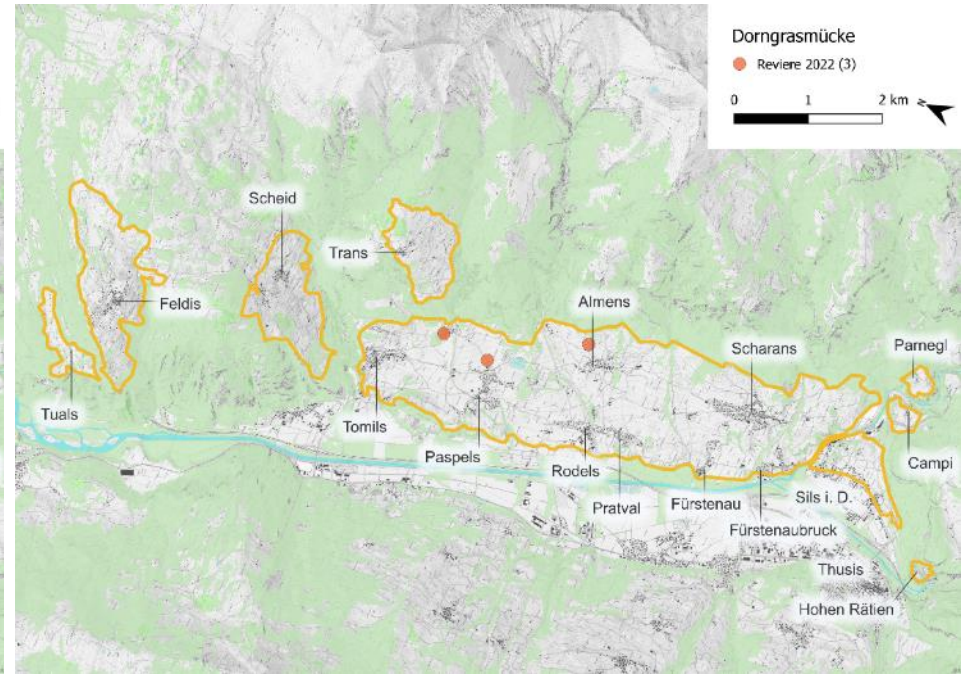 Dorngrasmücke
Reviere 2022 (3)
0 1 2 km N
Scheid
Trans
Feldis
Almens
Scharans
Parnegl
Tuals
Tomils
Paspels
Rodels
Pratval
Fürstenau
Fürstenaubruck
Sils i. D.
Campi
Thusis
Hohen Rätien